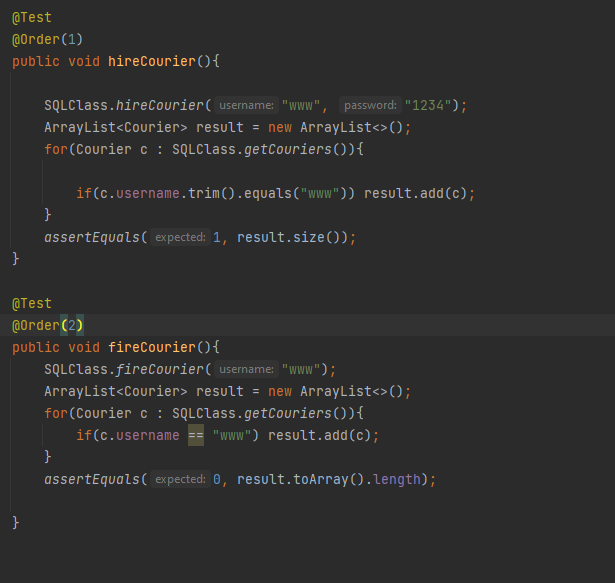 @Test
@Order(1)
public void hireCourier(){
SQLClass.hireCourier( username: "www", password: "1234");
ArrayList<Courier> result = new ArrayList<>();
for(Courier c : SQLClass.getCouriers()){
if(c.username.trim().equals("www")) result.add(c);
}
assertEquals( expected: 1, result.size());
}
@Test
@Order(2)
public void fireCourier(){
SQLClass.fireCourier( username: "www");
ArrayList<Courier> result = new ArrayList<>();
for(Courier c : SQLClass.getCouriers()){
if(c.username == "www") result.add(c);
}
assertEquals( expected: 0, result.toArray().length);
}